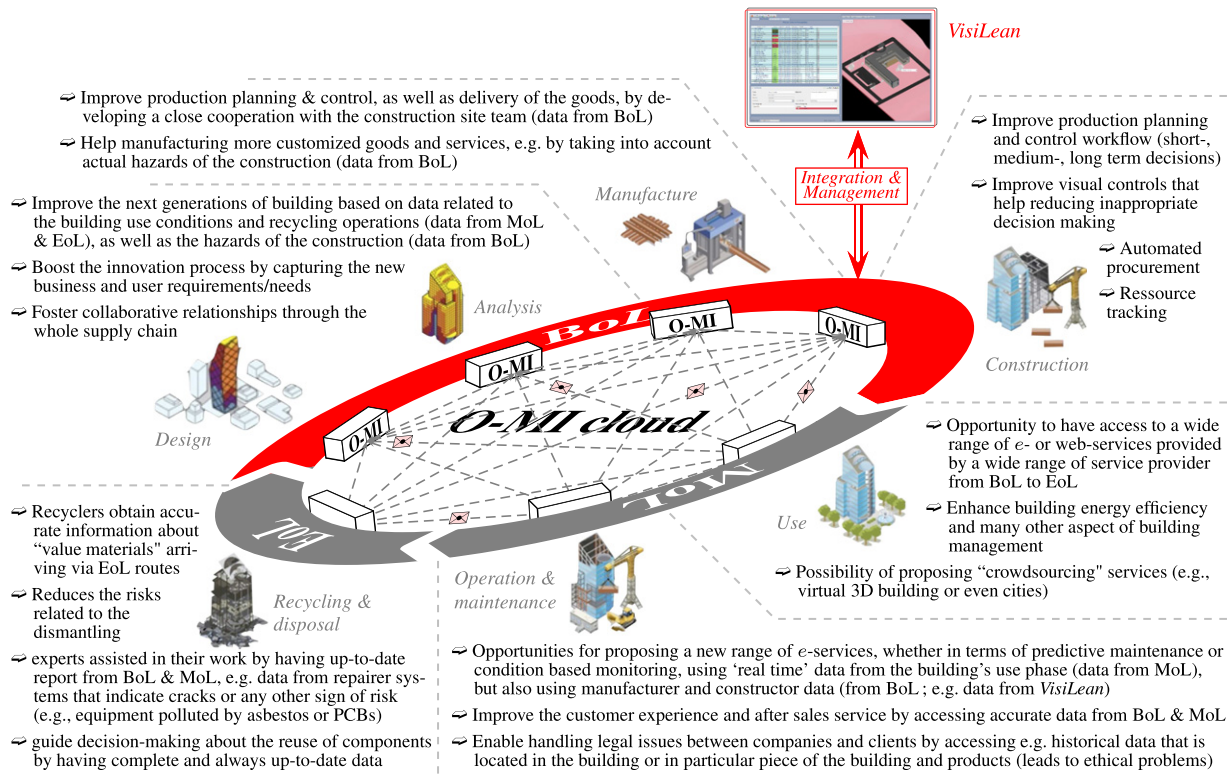 VisiLean
➫ Improve production planning & control, as well as delivery of the goods, by de-
veloping a close cooperation with the construction site team (data from BoL)
➫ Help manufacturing more customized goods and services, e.g. by taking into account
actual hazards of the construction (data from BoL)
➫ Improve production planning
and control workflow (short-,
medium-, long term decisions)
➫ Improve visual controls that
help reducing inappropriate
decision making
➫ Automated
procurement
➫ Ressource
tracking
Integration &
Management
Manufacture
➫ Improve the next generations of building based on data related to
the building use conditions and recycling operations (data from MoL
& EoL), as well as the hazards of the construction (data from BoL)
➫ Boost the innovation process by capturing the new
business and user requirements/needs
➫ Foster collaborative relationships through the
whole supply chain
Analysis
Construction
Design
BoL
O-MI
O-MI
O-MI
O-MI
O-MI cloud
MoL
EoL
➫ Opportunity to have access to a wide
range of e- or web-services provided
by a wide range of service provider
from BoL to EoL
➫ Enhance building energy efficiency
and many other aspect of building
management
➫ Possibility of proposing “crowdsourcing" services (e.g.,
virtual 3D building or even cities)
Use
Operation &
maintenance
Recycling &
disposal
➫ Recyclers obtain accu-
rate information about
“value materials" arri-
ving via EoL routes
➫ Reduces the risks
related to the
dismantling
➫ experts assisted in their work by having up-to-date
report from BoL & MoL, e.g. data from repairer sys-
tems that indicate cracks or any other sign of risk
(e.g., equipment polluted by asbestos or PCBs)
➫ guide decision-making about the reuse of components
by having complete and always up-to-date data
➫ Opportunities for proposing a new range of e-services, whether in terms of predictive maintenance or
condition based monitoring, using ‘real time’ data from the building’s use phase (data from MoL),
but also using manufacturer and constructor data (from BoL ; e.g. data from VisiLean)
➫ Improve the customer experience and after sales service by accessing accurate data from BoL & MoL
➫ Enable handling legal issues between companies and clients by accessing e.g. historical data that is
located in the building or in particular piece of the building and products (leads to ethical problems)